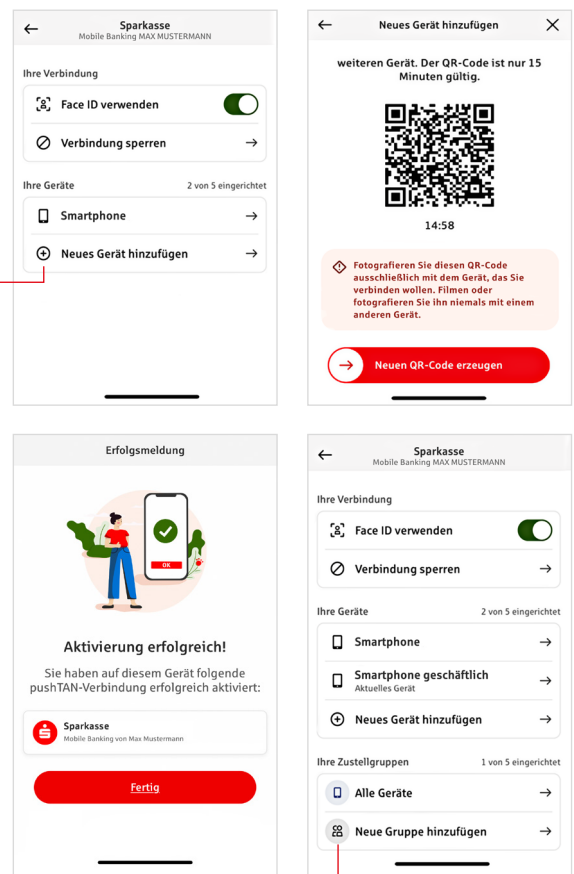 Sparkasse
Mobile Banking MAX MUSTERMANN
Ihre Verbindung
Face ID verwenden
Verbindung sperren
Ihre Geräte 2 von 5 eingerichtet
Smartphone
Neues Gerät hinzufügen
Neues Gerät hinzufügen
weiteren Gerät. Der QR-Code ist nur 15
Minuten gültig.
14:58
Fotografieren Sie diesen QR-Code
ausschließlich mit dem Gerät, das Sie
verbinden wollen. Filmen oder
fotografieren Sie ihn niemals mit einem
anderen Gerät.
Neuen QR-Code erzeugen
Erfolgsmeldung
OK
Aktivierung erfolgreich!
Sie haben auf diesem Gerät folgende
pushTAN-Verbindung erfolgreich aktiviert:
Sparkasse
Mobile Banking von Max Mustermann
Fertig
Sparkasse
Mobile Banking MAX MUSTERMANN
Ihre Verbindung
Face ID verwenden
Verbindung sperren
Ihre Geräte 2 von 5 eingerichtet
Smartphone
Smartphone geschäftlich
Aktuelles Gerät
Neues Gerät hinzufügen
Ihre Zustellgruppen 1 von 5 eingerichtet
Alle Geräte
Neue Gruppe hinzufügen